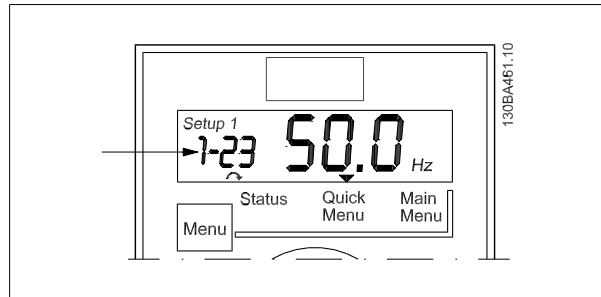 130BA461.10
Setup 1
1-23 50.0 Hz
Status Quick Menu Main Menu
Menu